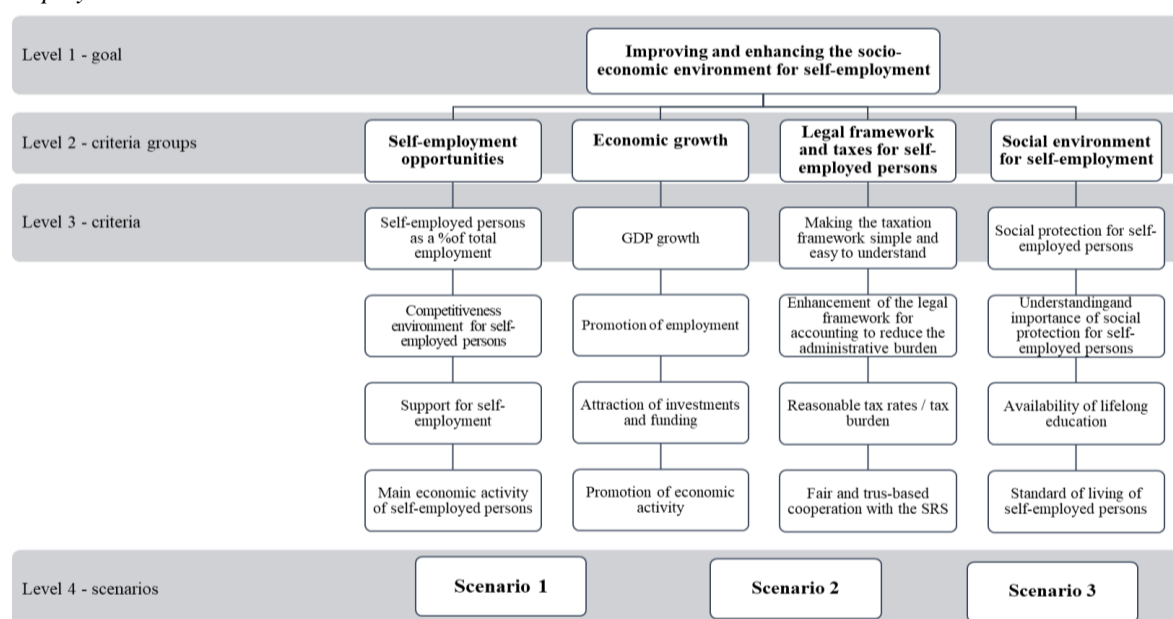 Level 1 - goal
Improving and enhancing the socio-
economic environment for self-employment
Level 2 - criteria groups
Self-employment
opportunities
Economic growth
Legal framework
and taxes for self-
employed persons
Social environment
for self-employment
Level 3 - criteria
Self-employed persons
as a %of total
employment
GDP growth
Making the taxation
framework simple and
easy to understand
Social protection for self-
employed persons
Competitiveness
environment for self-
employed persons
Promotion of employment
Enhancement of the legal
framework for
accounting to reduce the
administrative burden
Understandingand
importance of social
protection for self-
employed persons
Support for self-
employment
Attraction of investments
and funding
Reasonable tax rates / tax
burden
Availability of lifelong
education
Main economic activity
of self-employed persons
Promotion of economic
activity
Fair and trus-based
cooperation with the SRS
Standard of living of
self-employed persons
Level 4 - scenarios
Scenario 1
Scenario 2
Scenario 3